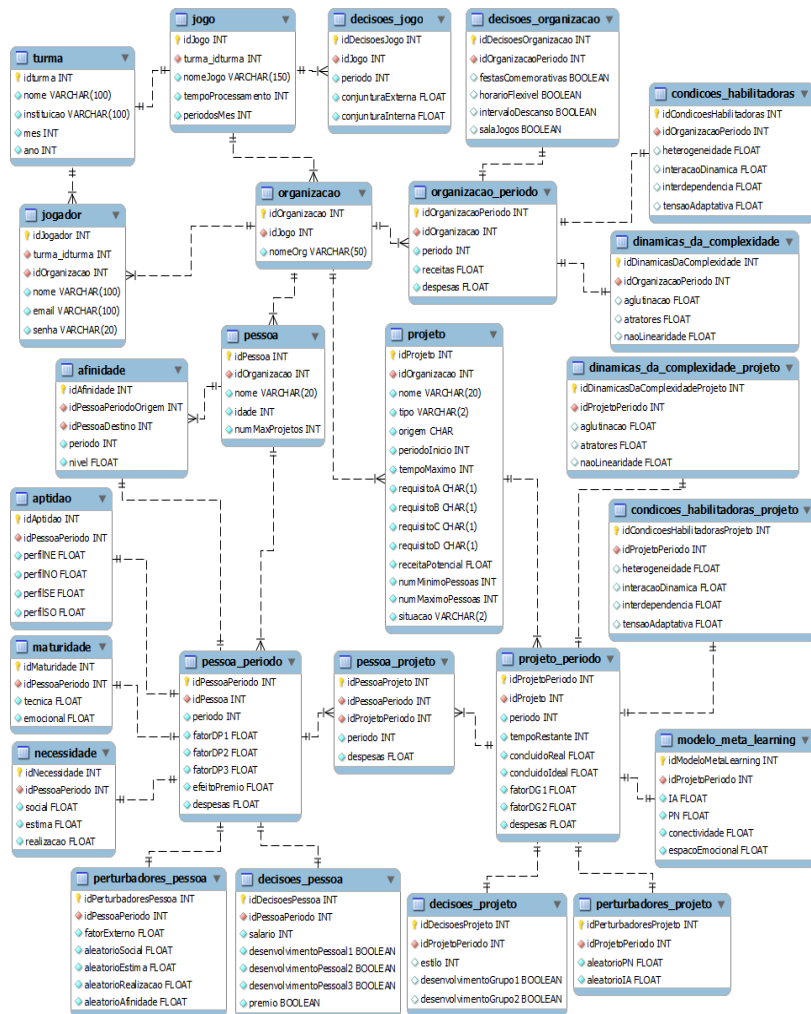 jogo
idJogo INT
turma_idturma INT
nomeJogo VARCHAR(150)
tempoProcessamento INT
periodosMes INT
decisoes_jogo
idDecisoesJogo INT
idJogo INT
periodo INT
conjunturaExterna FLOAT
conjunturaInterna FLOAT
decisoes_organizacao
idDecisoesOrganizacao INT
idOrganizacaoPeriodo INT
festasComemorativas BOOLEAN
horarioFlexivel BOOLEAN
intervaloDescanso BOOLEAN
salaJogos BOOLEAN
turma
idturma INT
nome VARCHAR(100)
instituicao VARCHAR(100)
mes INT
ano INT
condicoes_habilitadoras
idCondicoesHabilitadoras INT
idOrganizacaoPeriodo INT
heterogeneidade FLOAT
interacaoDinamica FLOAT
interdependencia FLOAT
tensaoAdaptativa FLOAT
jogador
idJogador INT
turma_idturma INT
idOrganizacao INT
nome VARCHAR(100)
email VARCHAR(100)
senha VARCHAR(20)
organizacao
idOrganizacao INT
idJogo INT
nomeOrg VARCHAR(50)
organizacao_periodo
idOrganizacaoPeriodo INT
idOrganizacao INT
periodo INT
receitas FLOAT
despesas FLOAT
dinamicas_da_complexidade
idDinamicasDaComplexidade INT
idOrganizacaoPeriodo INT
aglutinacao FLOAT
atratores FLOAT
naoLinearidade FLOAT
afinidade
idAfinidade INT
idPessoaPeriodoOrigem INT
idPessoaDestino INT
periodo INT
nivel FLOAT
pessoa
idPessoa INT
idOrganizacao INT
nome VARCHAR(20)
idade INT
numMaxProjetos INT
projeto
idProjeto INT
idOrganizacao INT
nome VARCHAR(20)
tipo VARCHAR(2)
origem CHAR
periodoInicio INT
tempoMaximo INT
requisitoA CHAR(1)
requisitoB CHAR(1)
requisitoC CHAR(1)
requisitoD CHAR(1)
receitaPotencial FLOAT
numMinimoPessoas INT
numMaximoPessoas INT
situacao VARCHAR(2)
dinamicas_da_complexidade_projeto
idDinamicasDaComplexidadeProjeto INT
idProjetoPeriodo INT
aglutinacao FLOAT
atratores FLOAT
naoLinearidade FLOAT
aptidao
idAptidao INT
idPessoaPeriodo INT
perfilNE FLOAT
perfilNO FLOAT
perfilSE FLOAT
perfilSO FLOAT
condicoes_habilitadoras_projeto
idCondicoesHabilitadorasProjeto INT
idProjetoPeriodo INT
heterogeneidade FLOAT
interacaoDinamica FLOAT
interdependencia FLOAT
tensaoAdaptativa FLOAT
maturidade
idMaturidade INT
idPessoaPeriodo INT
tecnica FLOAT
emocional FLOAT
pessoa_periodo
idPessoaPeriodo INT
idPessoa INT
periodo INT
fatorDP1 FLOAT
fatorDP2 FLOAT
fatorDP3 FLOAT
efeitoPremio FLOAT
despesas FLOAT
pessoa_projeto
idPessoaProjeto INT
idPessoaPeriodo INT
idProjetoPeriodo INT
periodo INT
despesas FLOAT
projeto_periodo
idProjetoPeriodo INT
idProjeto INT
periodo INT
tempoRestante INT
concluidoReal FLOAT
concluidoIdeal FLOAT
fatorDG1 FLOAT
fatorDG2 FLOAT
despesas FLOAT
necessidade
idNecessidade INT
idPessoaPeriodo INT
social FLOAT
estima FLOAT
realizacao FLOAT
modelo_meta_learning
idModeloMetaLearning INT
idProjetoPeriodo INT
IA FLOAT
PN FLOAT
conectividade FLOAT
espacoEmocional FLOAT
perturbadores_pessoa
idPerturbadoresPessoa INT
idPessoaPeriodo INT
fatorExterno FLOAT
aleatorioSocial FLOAT
aleatorioEstima FLOAT
aleatorioRealizacao FLOAT
aleatorioAfinidade FLOAT
decisoes_pessoa
idDecisoesPessoa INT
idPessoaPeriodo INT
salario INT
desenvolvimentoPessoal1 BOOLEAN
desenvolvimentoPessoal2 BOOLEAN
desenvolvimentoPessoal3 BOOLEAN
premio BOOLEAN
decisoes_projeto
idDecisoesProjeto INT
idProjetoPeriodo INT
estilo INT
desenvolvimentoGrupo1 BOOLEAN
desenvolvimentoGrupo2 BOOLEAN
perturbadores_projeto
idPerturbadoresProjeto INT
idProjetoPeriodo INT
aleatorioPN FLOAT
aleatorioIA FLOAT